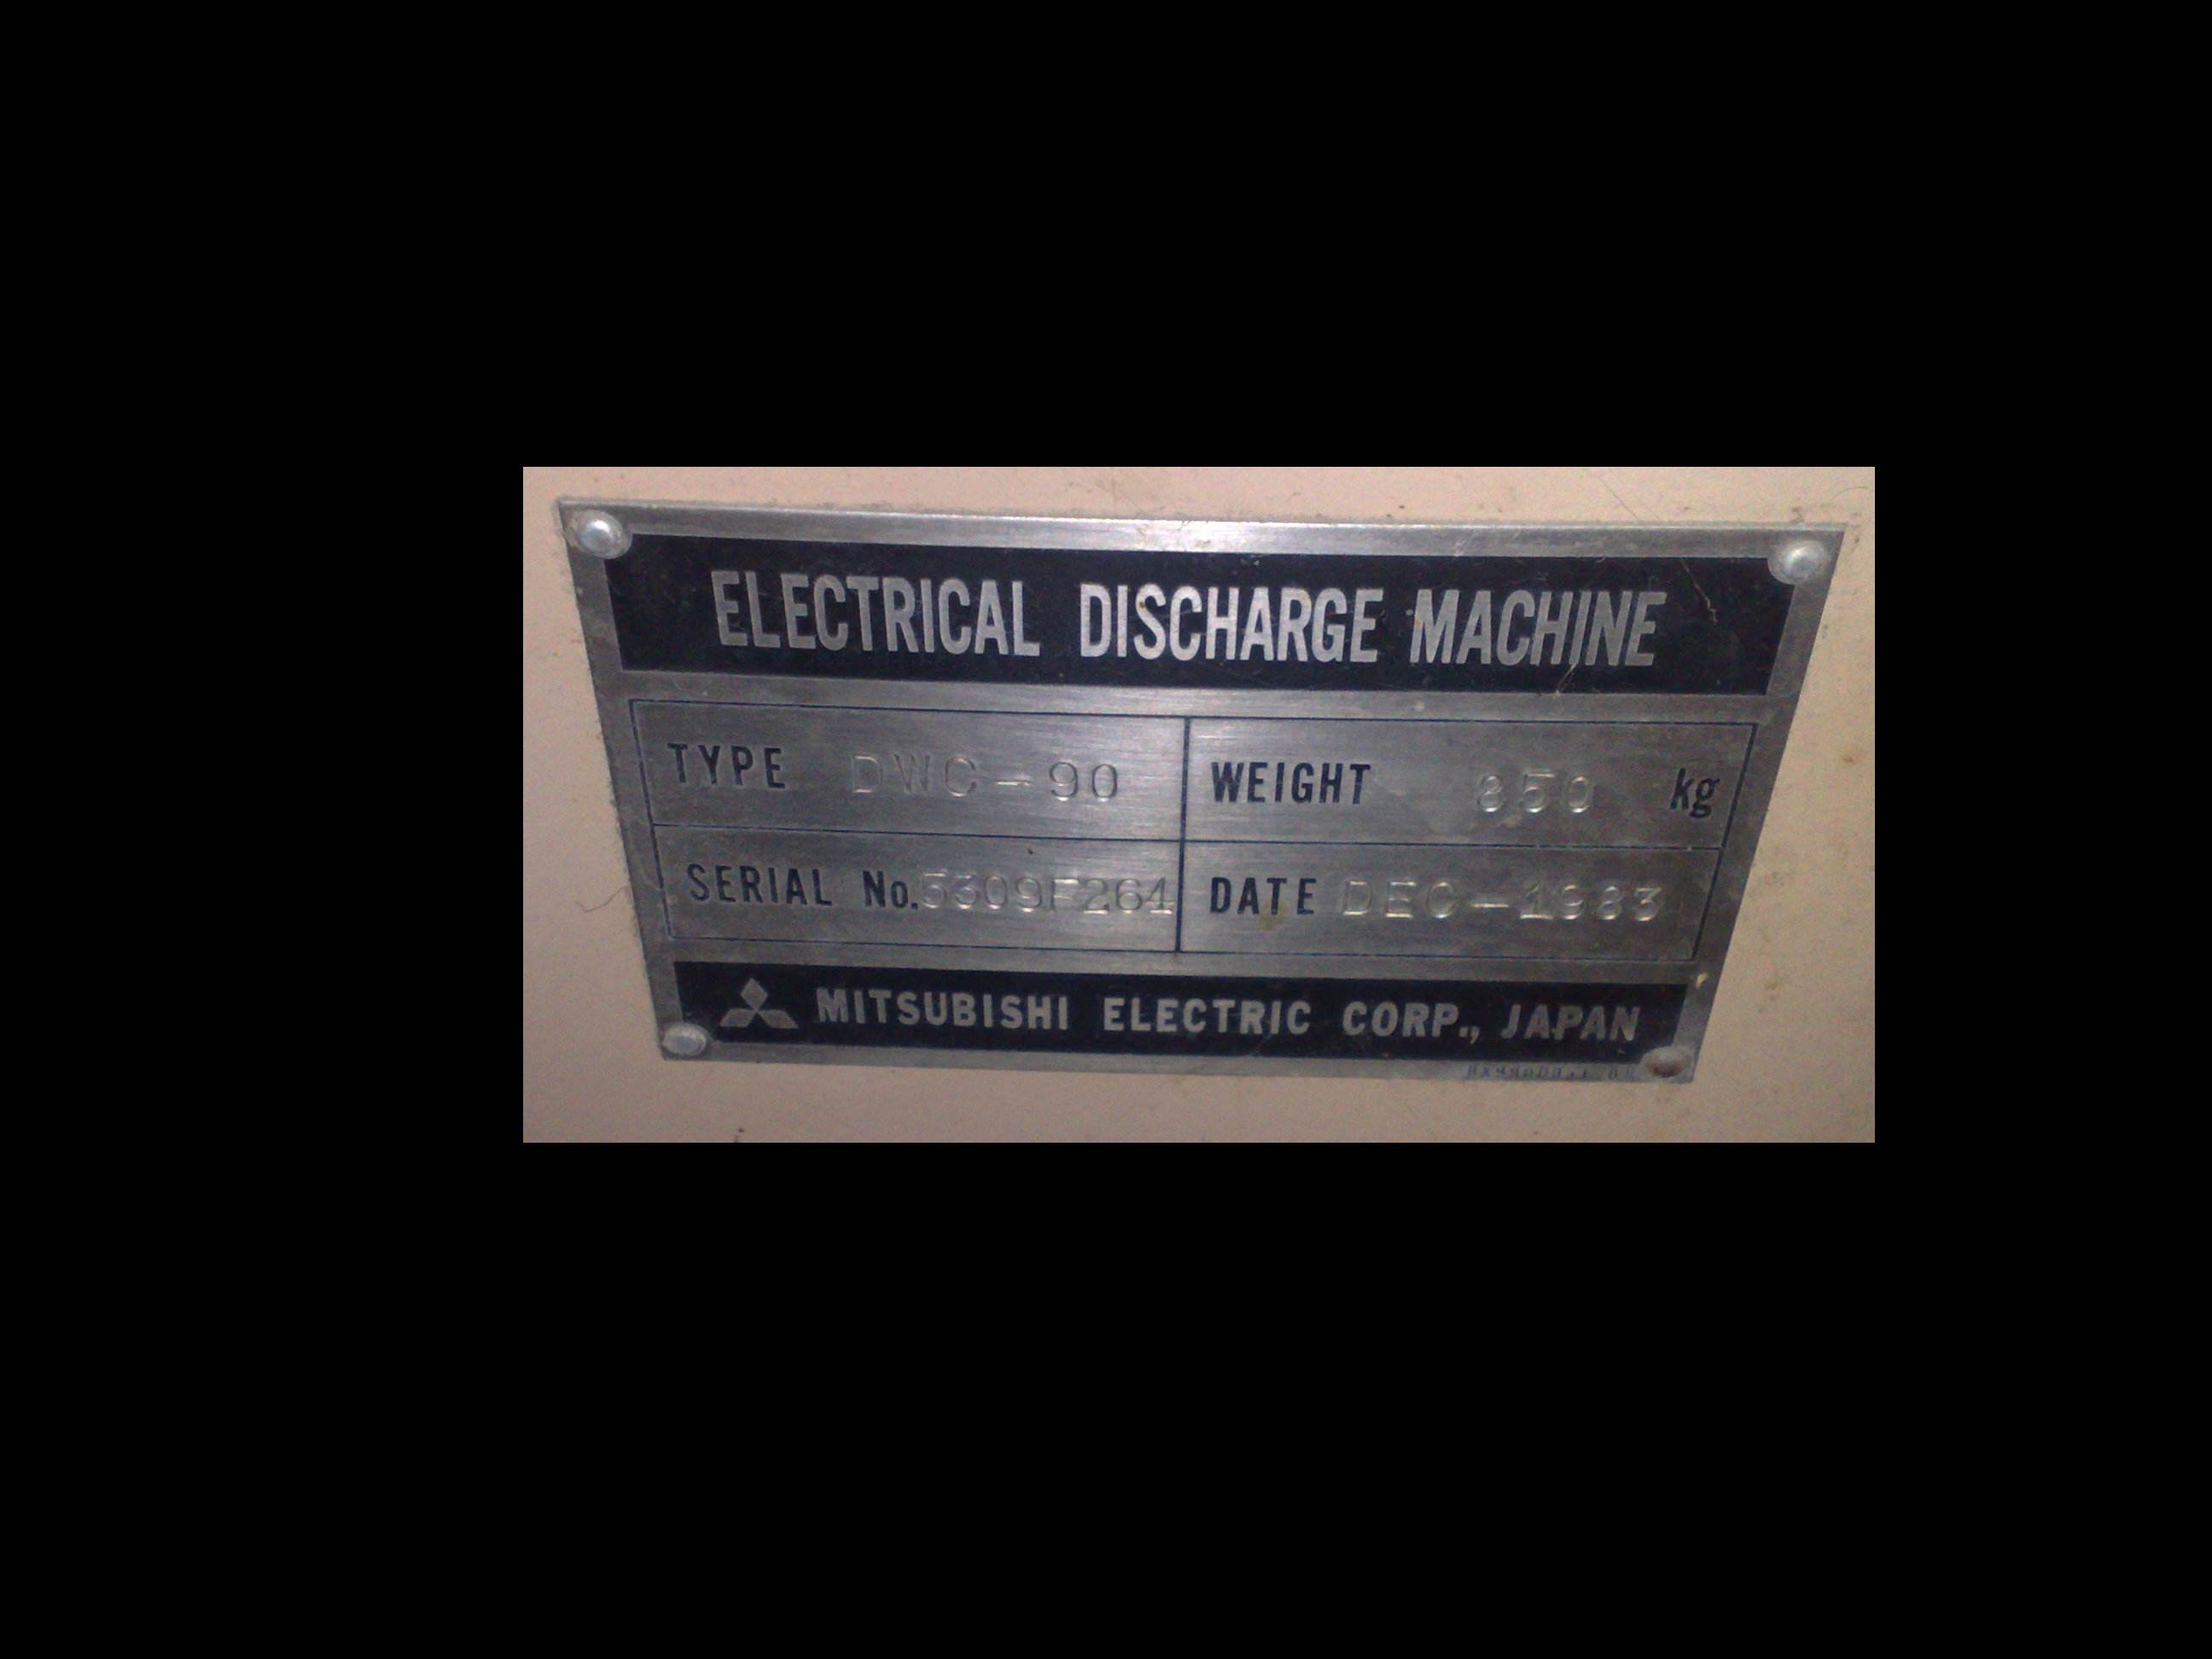 ELECTRICAL DISCHARGE MACHINE
TYPE DWC-90 WEIGHT 850 kg
SERIAL No. 5309F264 DATE DEC-1983
MITSUBISHI ELECTRIC CORP., JAPAN